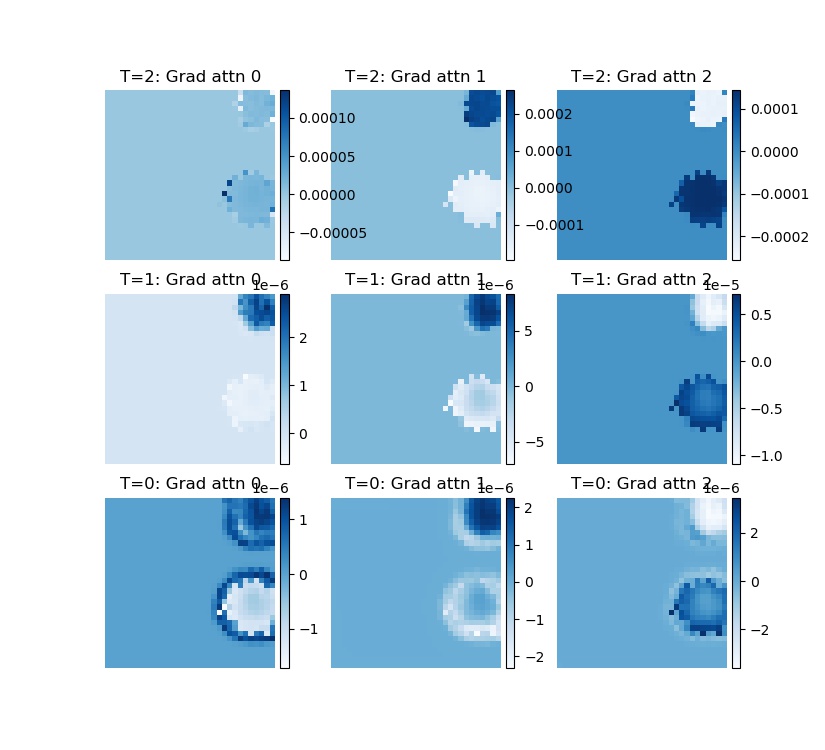 T=2: Grad attn 0
T=2: Grad attn 1
T=2: Grad attn 2
0.00010
0.00005
0.00000
−0.00005
0.0002
0.0001
0.0000
−0.0001
0.0001
0.0000
−0.0001
−0.0002
T=1: Grad attn 0
1e−6
T=1: Grad attn 1
1e−6
T=1: Grad attn 2
1e−5
2
1
0
5
0
−5
0.5
0.0
−0.5
−1.0
T=0: Grad attn 0
1e−6
T=0: Grad attn 1
1e−6
T=0: Grad attn 2
1e−6
1
0
−1
2
1
0
−1
−2
2
0
−2